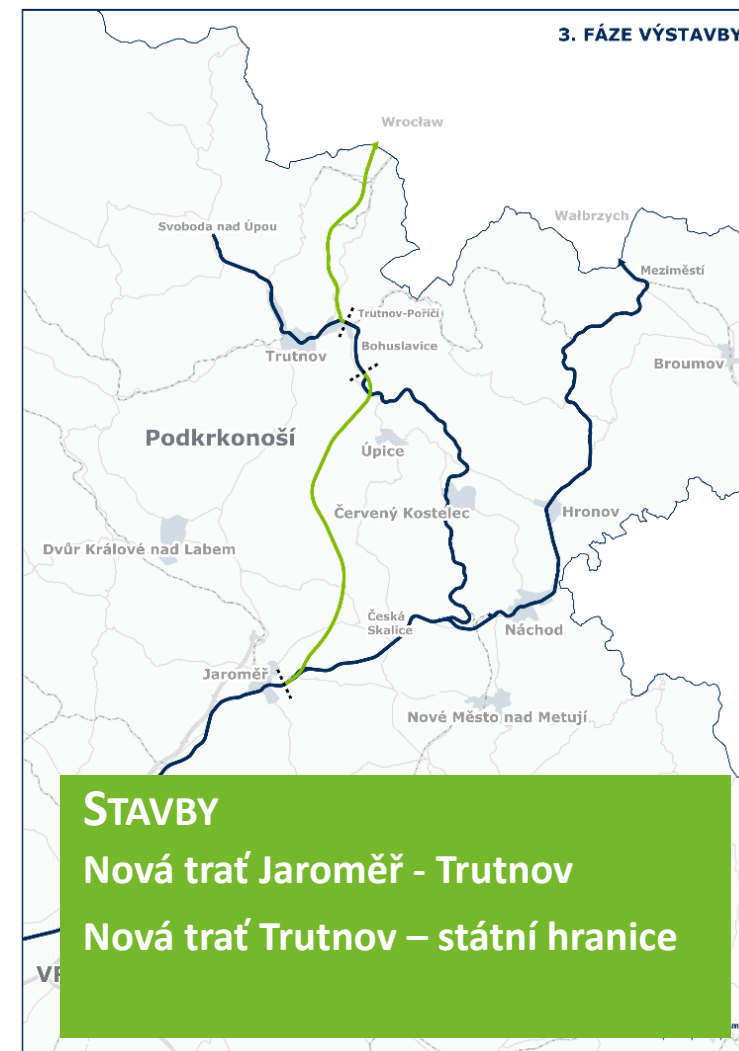 3. FÁZE VÝSTAVBY
Wrocław
Wałbrzych
Svoboda nad Úpou
Meziměstí
Trutnov-Poříčí
Bohuslavice
Trutnov
Broumov
Podkrkonoší
Úpice
Červený Kostelec
Hronov
Dvůr Králové nad Labem
Česká
Skalice
Náchod
Jaroměř
Nové Město nad Metují
STAVBY
Nová trať Jaroměř - Trutnov
Nová trať Trutnov – státní hranice